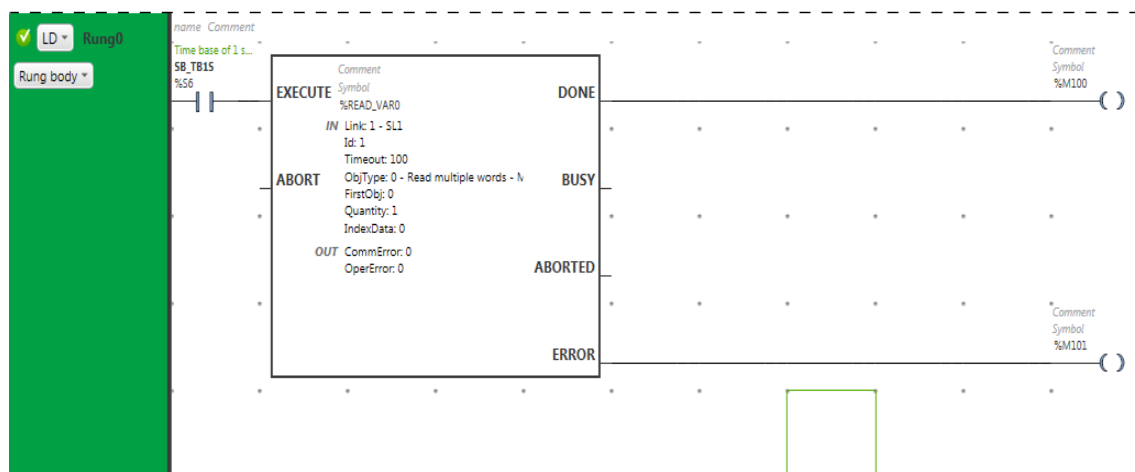 name Comment
LD Rung0
Time base of 1 s...
SB_TB1S
Rung body
%S6
Comment
Symbol
%READ_VAR0
EXECUTE
DONE
IN Link: 1 - SL1
Id: 1
Timeout: 100
ABORT
ObjType: 0 - Read multiple words - M
BUSY
FirstObj: 0
Quantity: 1
IndexData: 0
OUT CommError: 0
OperError: 0
ABORTED
ERROR
Comment
Symbol
%M100
( )
Comment
Symbol
%M101
( )